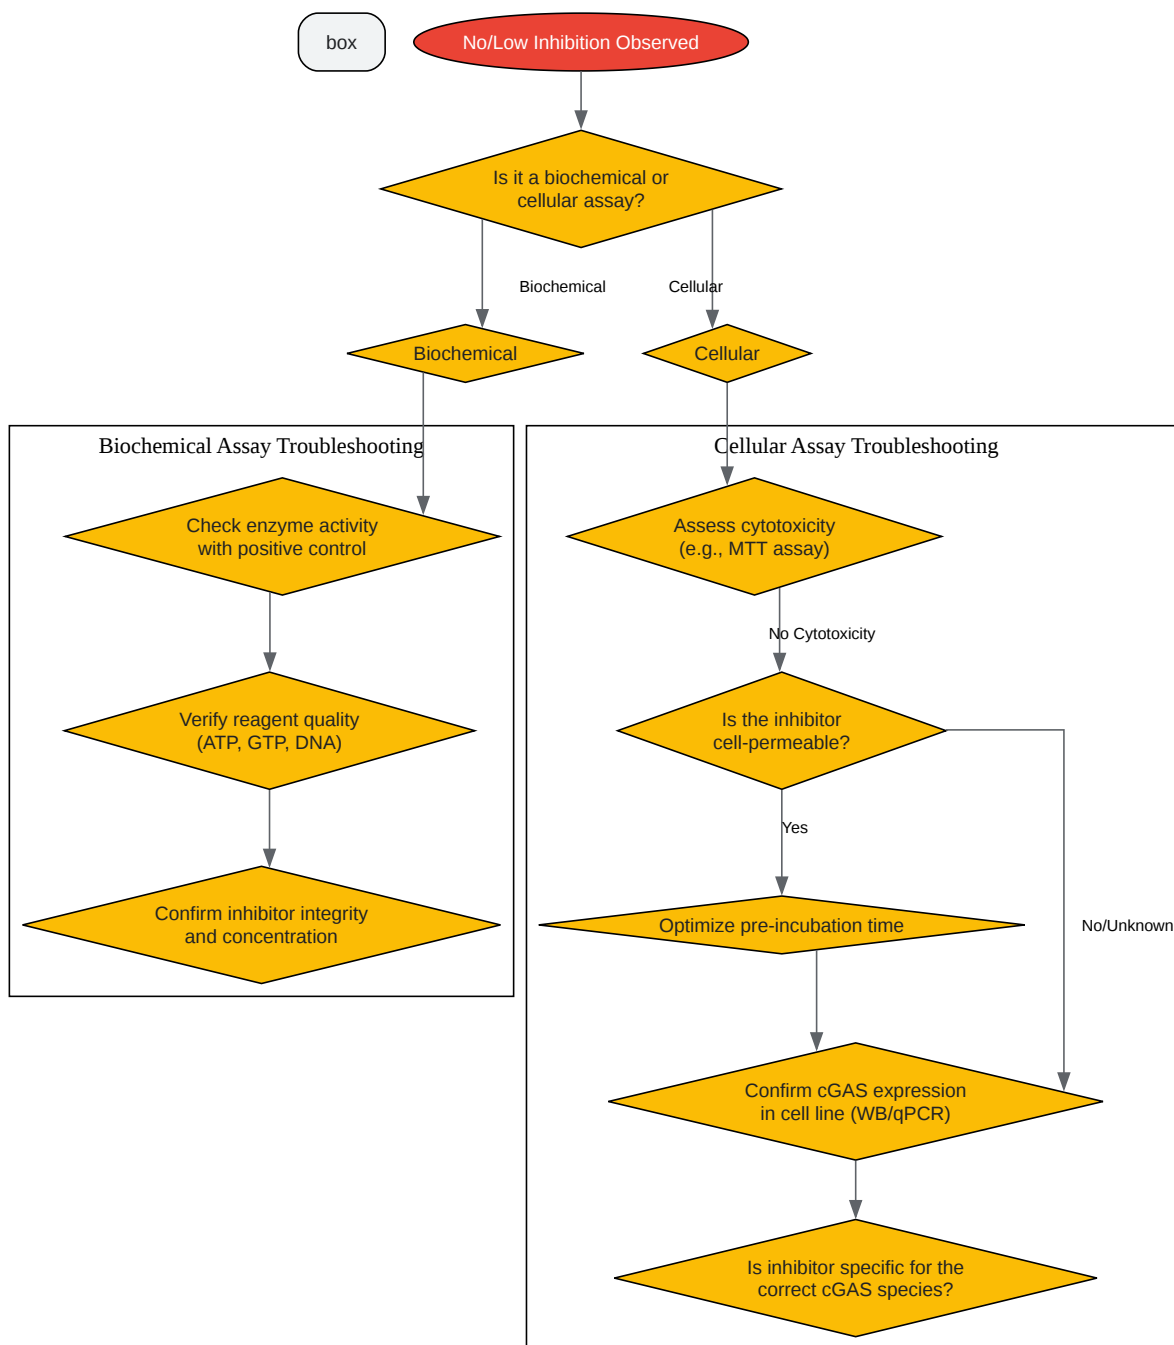 box
No/Low Inhibition Observed
Is it a biochemical or
cellular assay?
Biochemical
Cellular
Biochemical
Cellular
Biochemical Assay Troubleshooting
Check enzyme activity
with positive control
Verify reagent quality
(ATP, GTP, DNA)
Confirm inhibitor integrity
and concentration
Cellular Assay Troubleshooting
Assess cytotoxicity
(e.g., MTT assay)
No Cytotoxicity
Is the inhibitor
cell-permeable?
Yes
No/Unknown
Optimize pre-incubation time
Confirm cGAS expression
in cell line (WB/qPCR)
Is inhibitor specific for the
correct cGAS species?